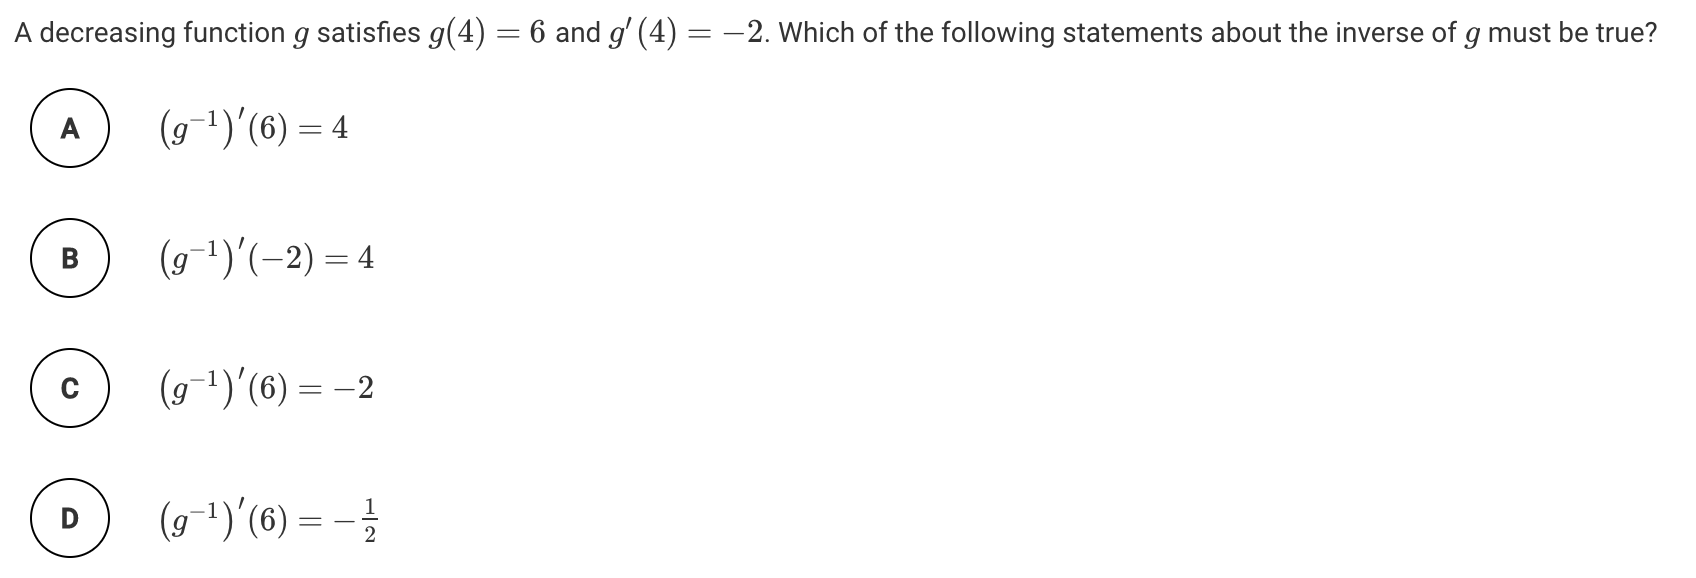 A decreasing function g satisfies g(4) = 6 and g′(4) = −2. Which of the following statements about the inverse of g must be true?
A (g⁻¹)′(6) = 4
B (g⁻¹)′(−2) = 4
C (g⁻¹)′(6) = −2
D (g⁻¹)′(6) = −1/2